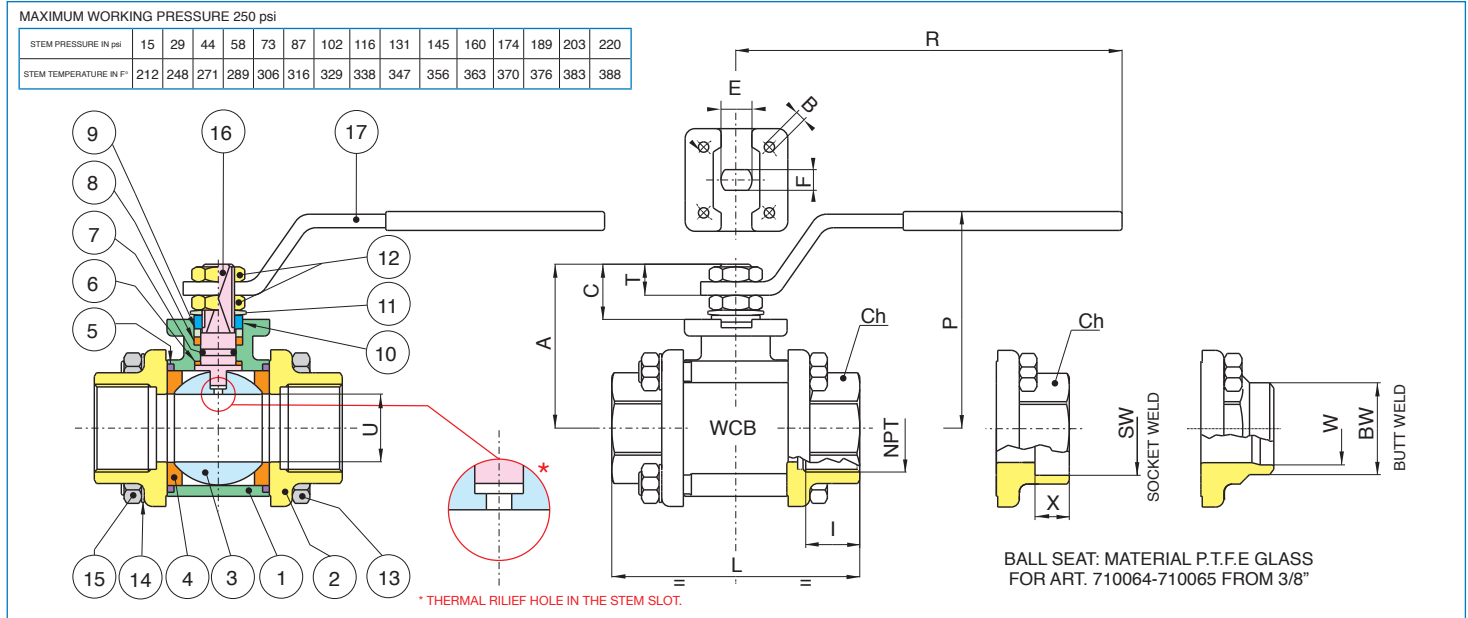 MAXIMUM WORKING PRESSURE 250 psi
STEM PRESSURE IN psi 15 29 44 58 73 87 102 116 131 145 160 174 189 203 220
STEM TEMPERATURE IN F° 212 248 271 289 306 316 329 338 347 356 363 370 376 383 388
9
16
17
8
7
12
6
11
5
10
U
15
14
4
3
1
2
13
*
* THERMAL RILIEF HOLE IN THE STEM SLOT.
R
E
B
F
C
T
A
P
Ch
WCB
NPT
I
L
=
=
Ch
SW
SOCKET WELD
X
W
BW
BUTT WELD
BALL SEAT: MATERIAL P.T.F.E GLASS
FOR ART. 710064-710065 FROM 3/8”